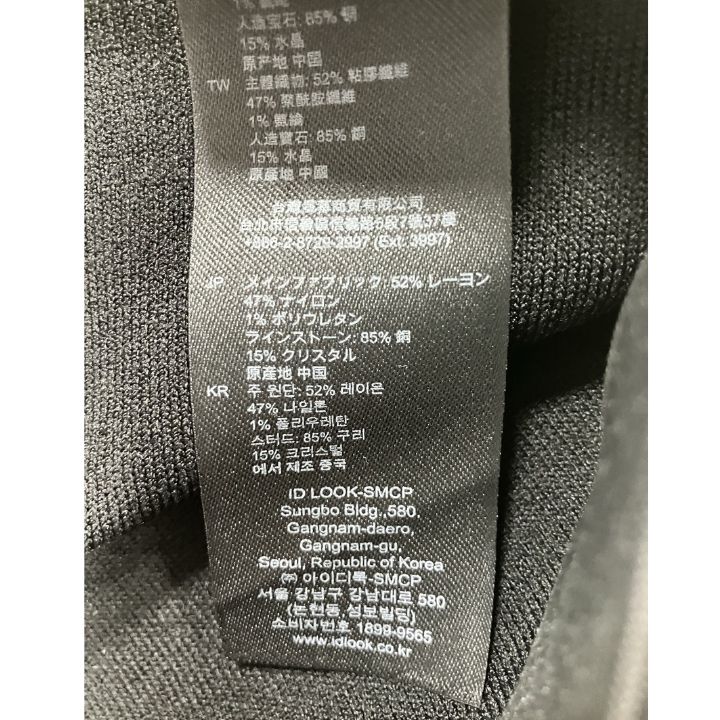 人造宝石: 85% 铜
15% 水晶
原产地 中国
TW 主體織物: 52% 粘膠纖維
47% 聚酰胺纖維
1% 氨綸
人造寶石: 85% 銅
15% 水晶
原產地 中國
+886-2-8729-3997 (Ext: 3997)
JP メインファブリック: 52% レーヨン
47% ナイロン
1% ポリウレタン
ラインストーン: 85% 銅
15% クリスタル
原産地 中国
KR 주 원단: 52% 레이온
47% 나일론
1% 폴리우레탄
스터드: 85% 구리
15% 크리스털
에서 제조 중국
ID LOOK-SMCP
Sungbo Bldg.,580,
Gangnam-daero,
Gangnam-gu,
Seoul, Republic of Korea
㈜ 아이디룩-SMCP
서울 강남구 강남대로 580
(논현동,성보빌딩)
소비자번호 1899-9565
www.idlook.co.kr